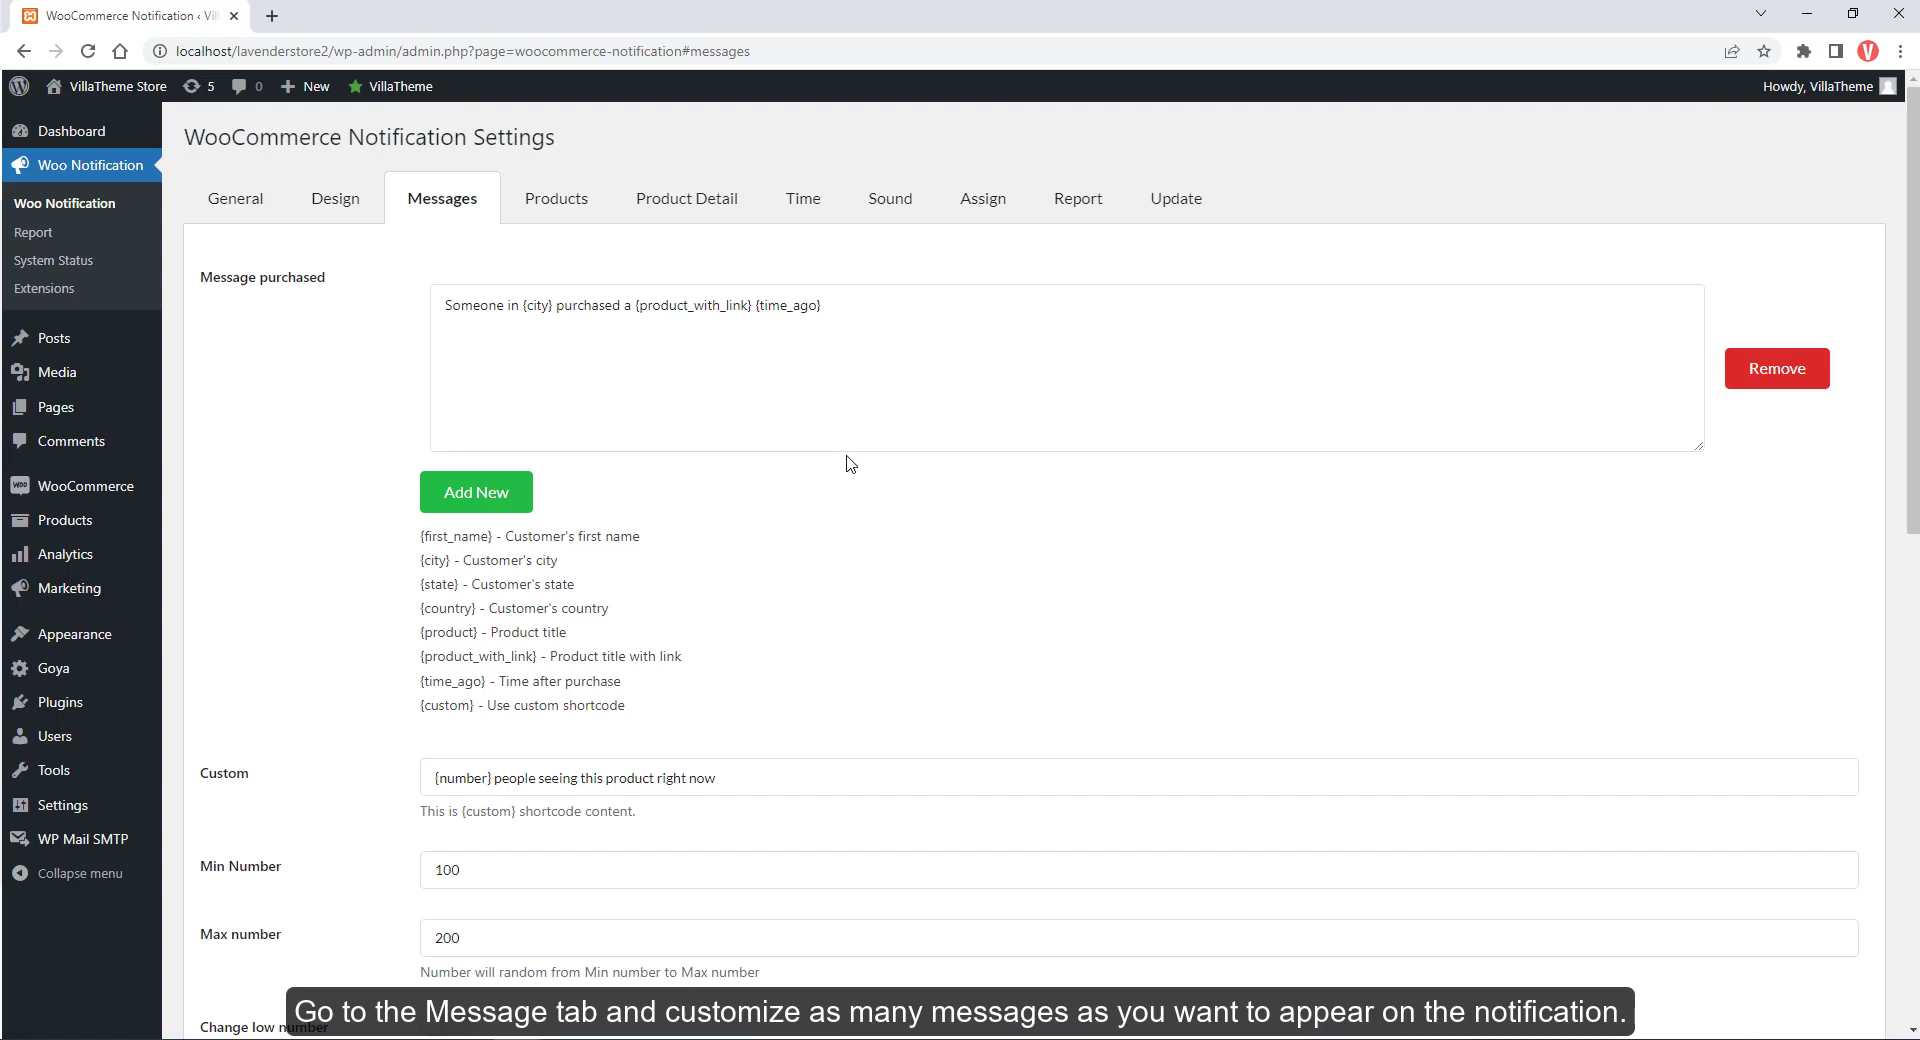 WooCommerce Notification ‹ Vil
localhost/lavenderstore2/wp-admin/admin.php?page=woocommerce-notification#messages
VillaTheme Store
5
0
New
VillaTheme
Howdy, VillaTheme
Dashboard
Woo Notification
Woo Notification
Report
System Status
Extensions
Posts
Media
Pages
Comments
WooCommerce
Products
Analytics
Marketing
Appearance
Goya
Plugins
Users
Tools
Settings
WP Mail SMTP
Collapse menu
WooCommerce Notification Settings
General
Design
Messages
Products
Product Detail
Time
Sound
Assign
Report
Update
Message purchased
Someone in {city} purchased a {product_with_link} {time_ago}
Remove
Add New
{first_name} - Customer's first name
{city} - Customer's city
{state} - Customer's state
{country} - Customer's country
{product} - Product title
{product_with_link} - Product title with link
{time_ago} - Time after purchase
{custom} - Use custom shortcode
Custom
{number} people seeing this product right now
This is {custom} shortcode content.
Min Number
100
Max number
200
Number will random from Min number to Max number
Change low number
Go to the Message tab and customize as many messages as you want to appear on the notification.